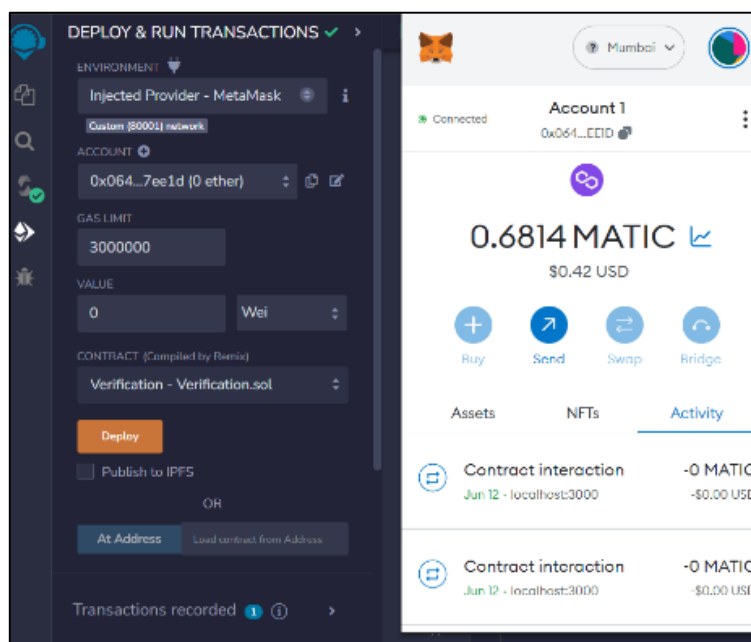 DEPLOY & RUN TRANSACTIONS
ENVIRONMENT
Injected Provider - MetaMask
Custom (80001) network
ACCOUNT
0x064...7ee1d (0 ether)
GAS LIMIT
3000000
VALUE
0 Wei
CONTRACT (Compiled by Remix)
Verification - Verification.sol
Deploy
Publish to IPFS
OR
At Address Load contract from Address
Transactions recorded 1
Mumbai
Connected
Account 1
0x064...EE1D
0.6814 MATIC
$0.42 USD
Buy Send Swap Bridge
Assets NFTs Activity
Contract interaction -0 MATIC
Jun 12 · localhost:3000 -$0.00 USD
Contract interaction -0 MATIC
Jun 12 · localhost:3000 -$0.00 USD